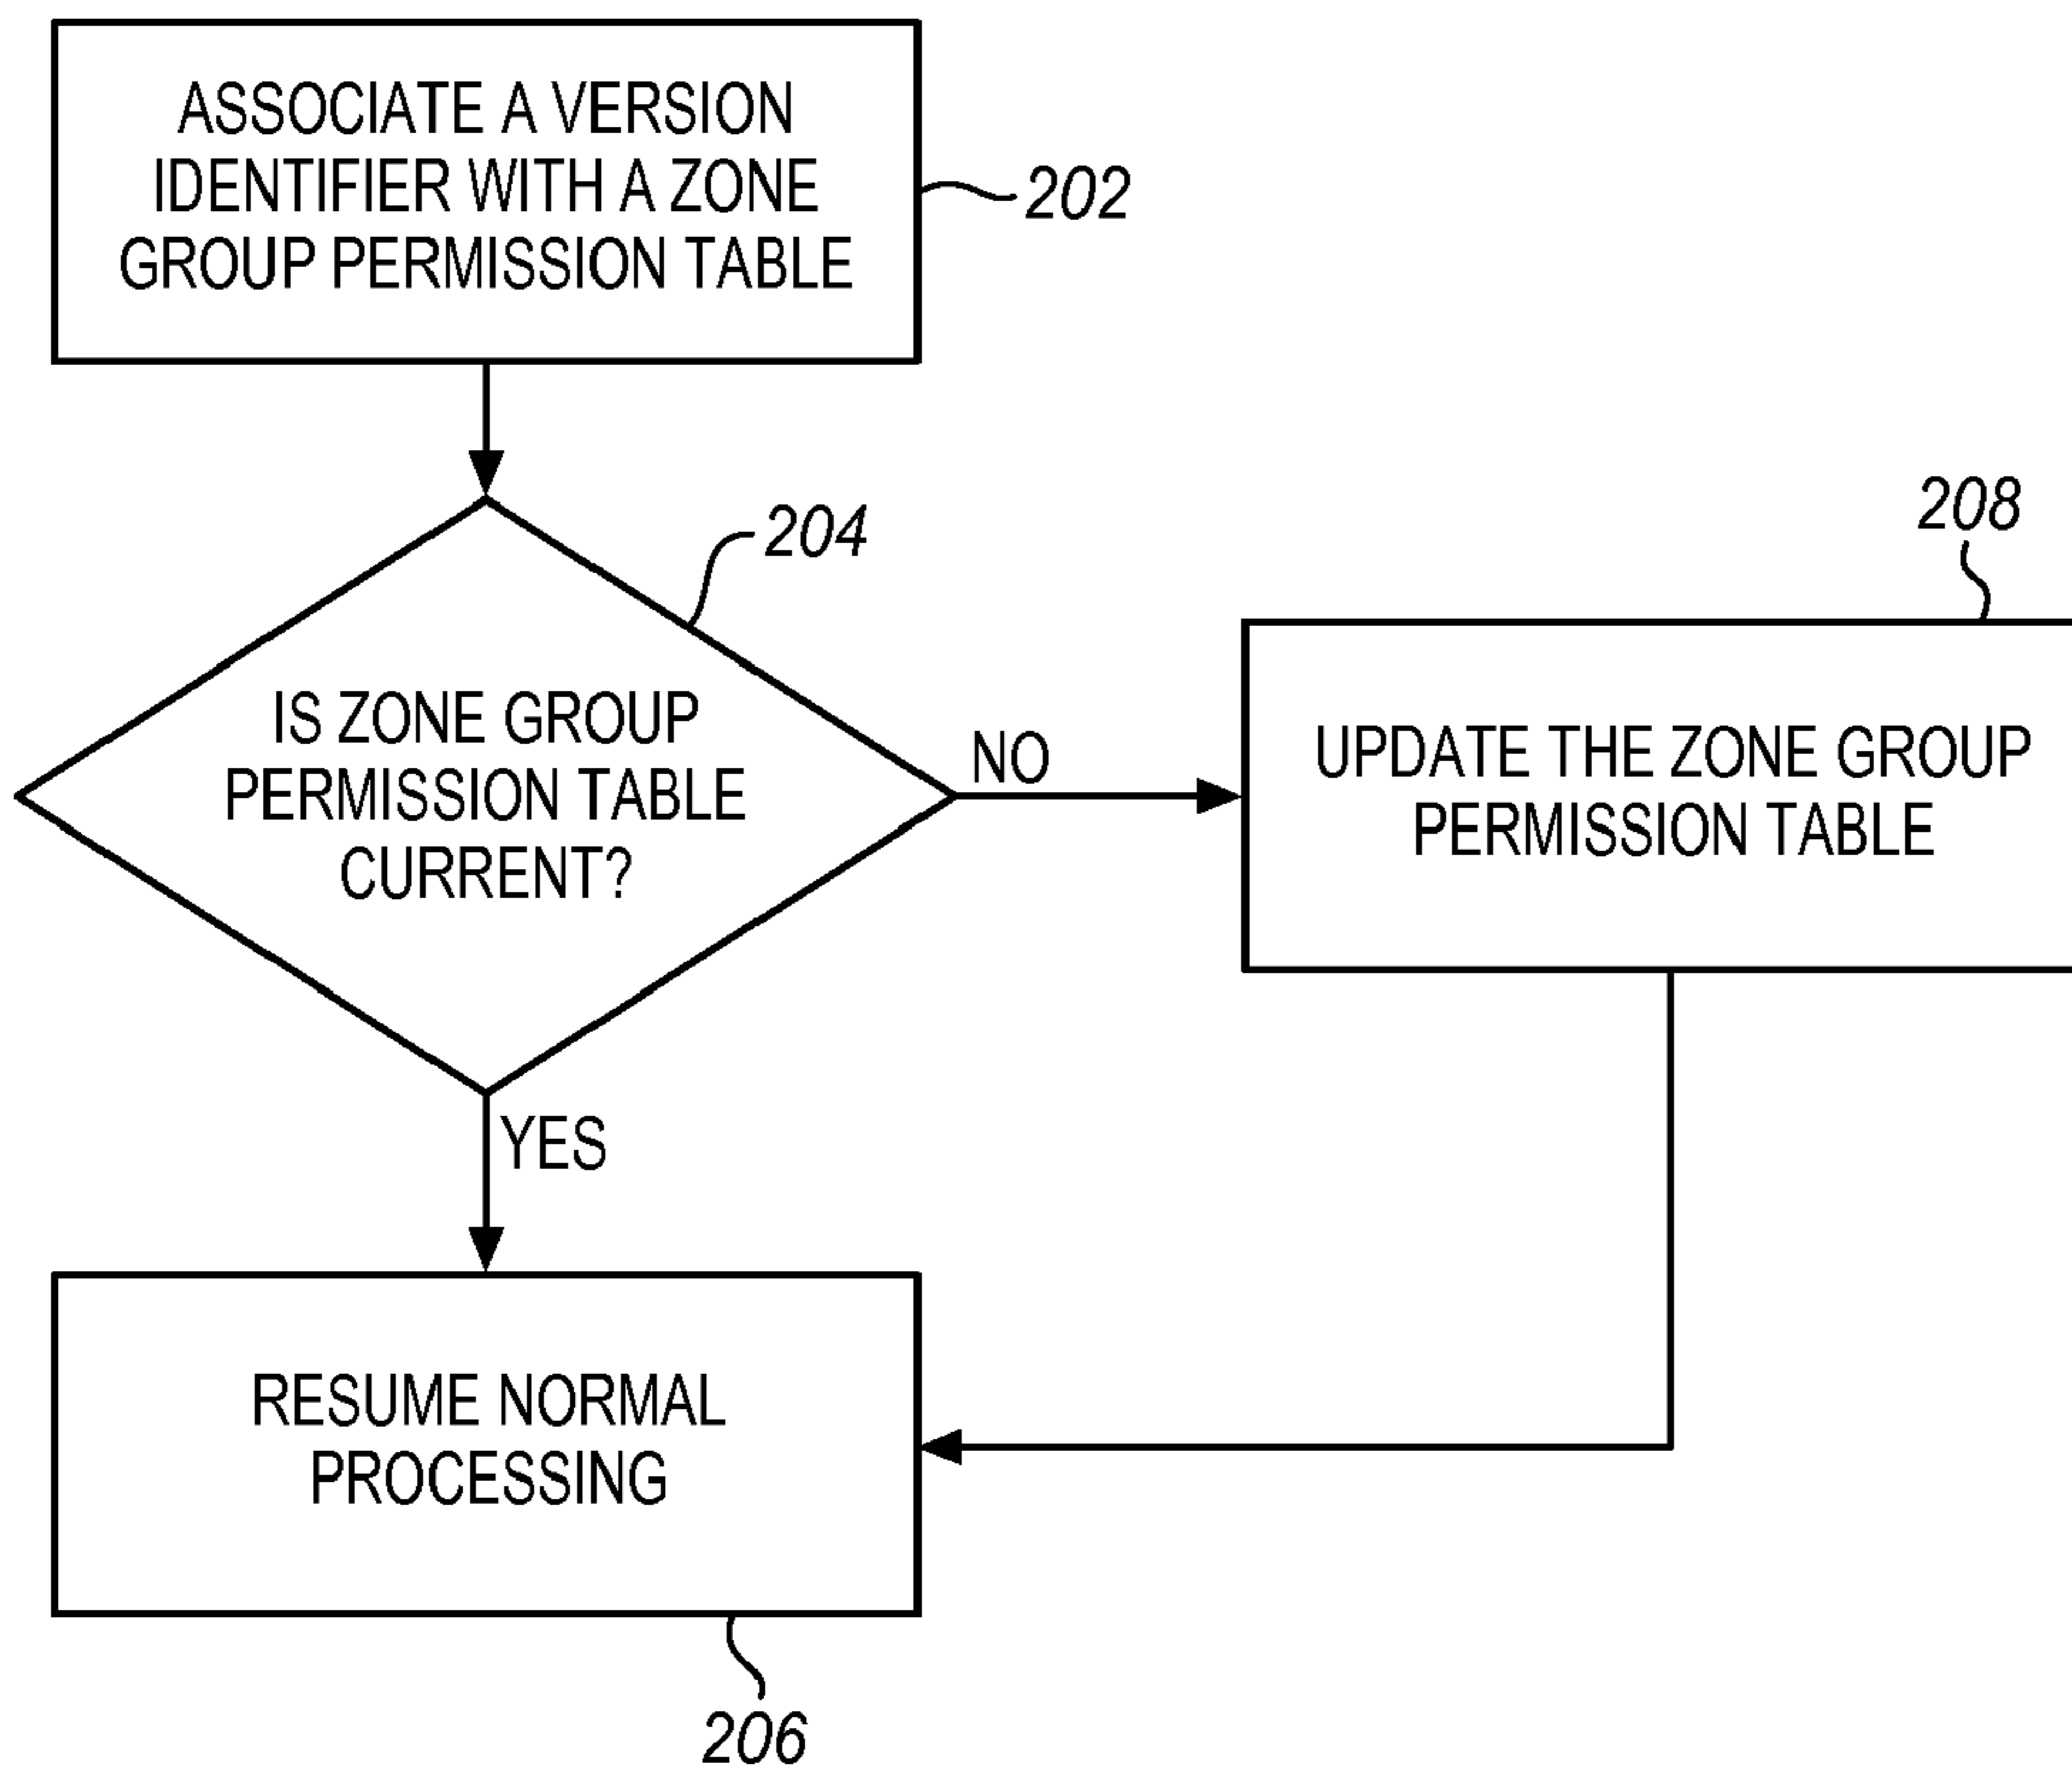 ASSOCIATE A VERSION
IDENTIFIER WITH A ZONE
GROUP PERMISSION TABLE
202
204
IS ZONE GROUP
PERMISSION TABLE
CURRENT?
NO
208
UPDATE THE ZONE GROUP
PERMISSION TABLE
YES
RESUME NORMAL
PROCESSING
206